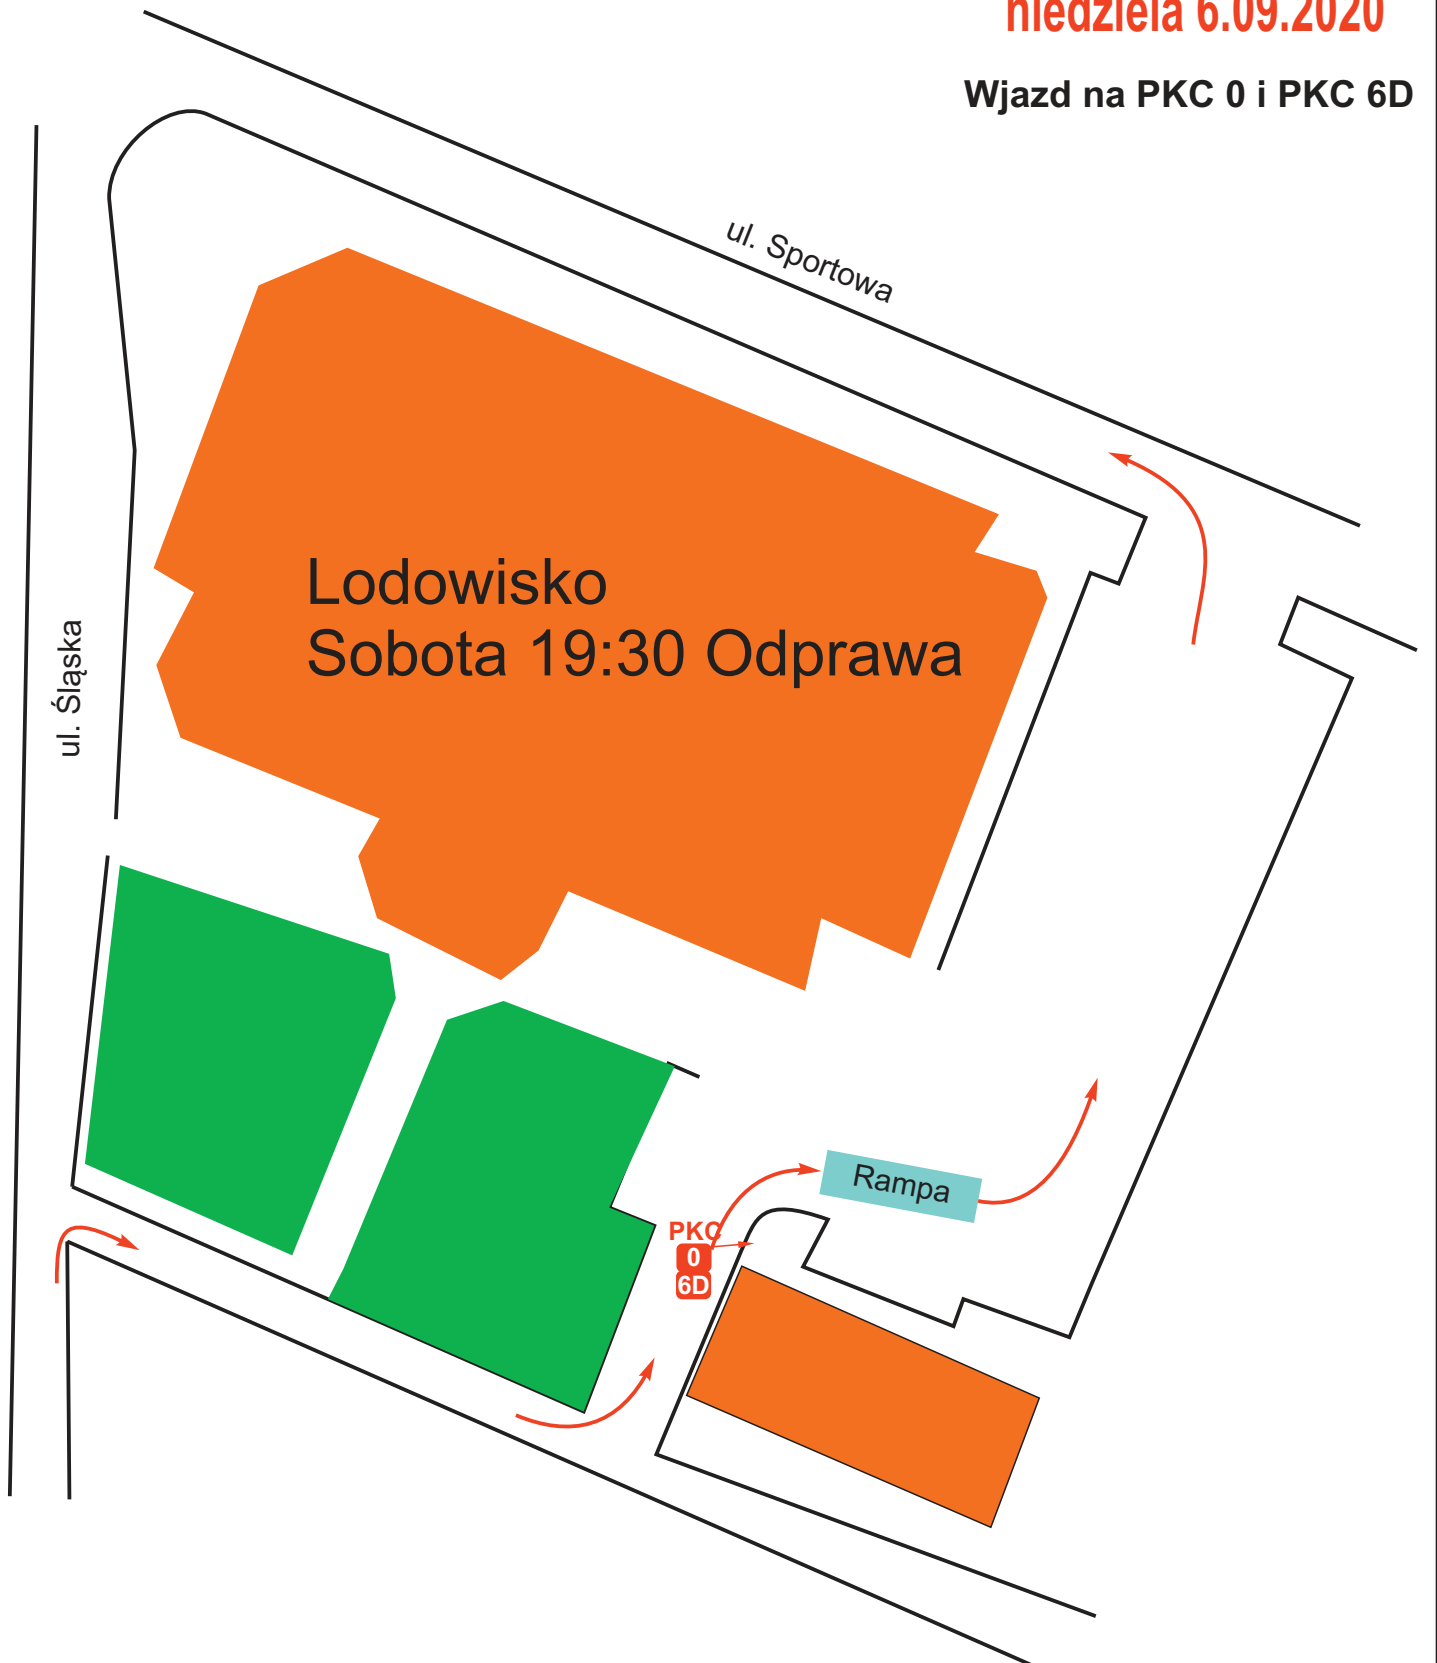 niedziela 6.09.2020
Wjazd na PKC 0 i PKC 6D
ul. Sportowa
Lodowisko
Sobota 19:30 Odprawa
ul. Śląska
Rampa
PKC
0
6D